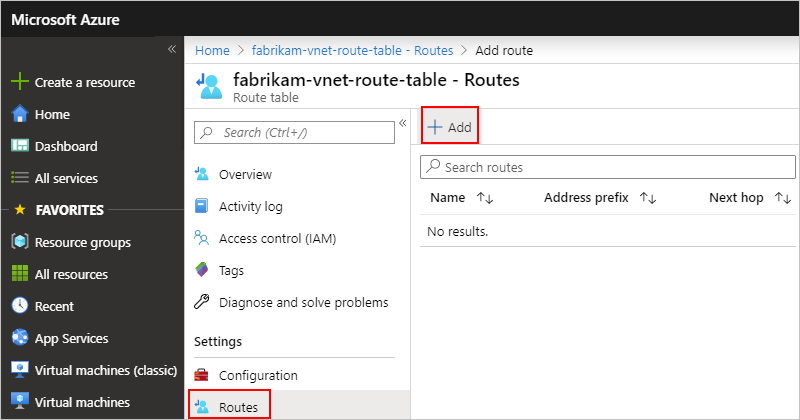 Microsoft Azure
«
Home > fabrikam-vnet-route-table - Routes > Add route
fabrikam-vnet-route-table - Routes
Route table
Create a resource
Home
Dashboard
All services
FAVORITES
Resource groups
All resources
Recent
App Services
Virtual machines (classic)
Virtual machines
Search (Ctrl+/)
«
Overview
Activity log
Access control (IAM)
Tags
Diagnose and solve problems
Settings
Configuration
Routes
+ Add
Search routes
Name ↑↓ Address prefix ↑↓ Next hop ↑↓
No results.